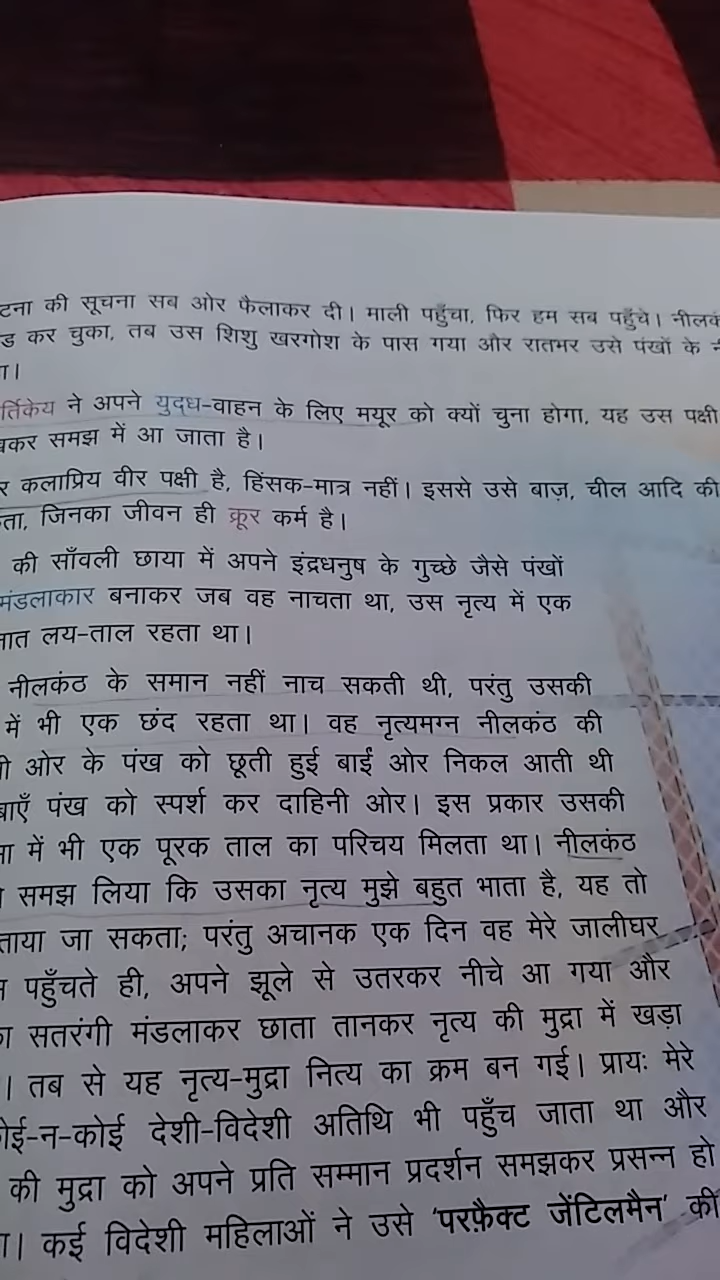 की सूचना सब ओर फैलाकर दी। माली पहुँचा, फिर हम सब पहुँचे।
कर चुका, तब उस शिशु खरगोश के पास गया और रातभर उसे पंखों के
ने अपने युद्ध-वाहन के लिए मयूर को क्यों चुना होगा, यह उस पक्षी
समझ में आ जाता है।
कलाप्रिय वीर पक्षी है, हिंसक-मात्र नहीं। इससे उसे बाज़, चील आदि की
जिनका जीवन ही क्रूर कर्म है।
की साँवली छाया में अपने इंद्रधनुष के गुच्छे जैसे पंखों
मंडलाकार बनाकर जब वह नाचता था, उस नृत्य में एक
लय-ताल रहता था।
नीलकंठ के समान नहीं नाच सकती थी, परंतु उसकी
में भी एक छंद रहता था। वह नृत्यमग्न नीलकंठ की
ओर के पंख को छूती हुई बाईं ओर निकल आती थी
बाएँ पंख को स्पर्श कर दाहिनी ओर। इस प्रकार उसकी
में भी एक पूरक ताल का परिचय मिलता था। नीलकंठ
समझ लिया कि उसका नृत्य मुझे बहुत भाता है, यह तो
जा सकता; परंतु अचानक एक दिन वह मेरे जालीघर
पहुँचते ही, अपने झूले से उतरकर नीचे आ गया और
सतरंगी मंडलाकार छाता तानकर नृत्य की मुद्रा में खड़ा
। तब से यह नृत्य-मुद्रा नित्य का क्रम बन गई। प्रायः मेरे
देशी-विदेशी अतिथि भी पहुँच जाता था और
की मुद्रा को अपने प्रति सम्मान प्रदर्शन समझकर प्रसन्न हो
। कई विदेशी महिलाओं ने उसे 'परफ़ैक्ट जेंटिलमैन' की